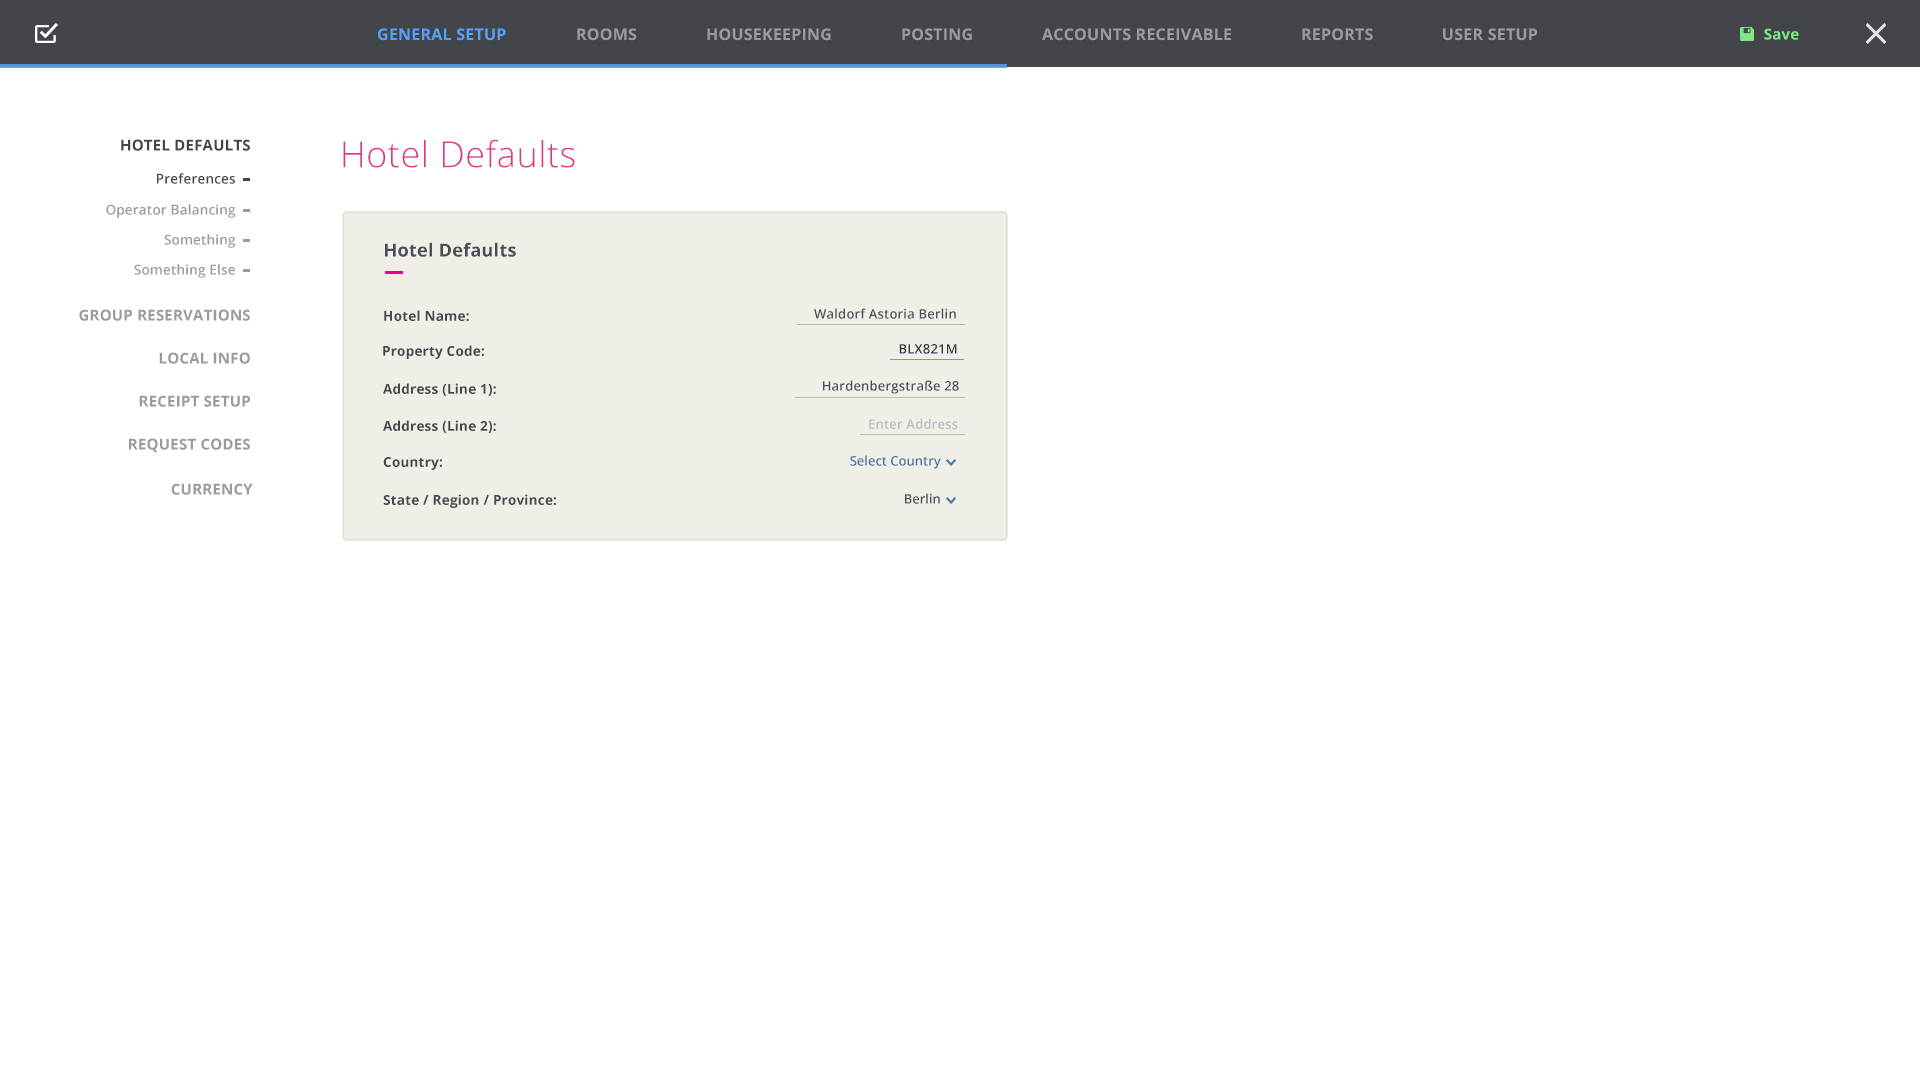 GENERAL SETUP ROOMS HOUSEKEEPING POSTING ACCOUNTS RECEIVABLE REPORTS USER SETUP Save
HOTEL DEFAULTS
Preferences
Operator Balancing
Something
Something Else
GROUP RESERVATIONS
LOCAL INFO
RECEIPT SETUP
REQUEST CODES
CURRENCY
Hotel Defaults
Hotel Defaults
Hotel Name: Waldorf Astoria Berlin
Property Code: BLX821M
Address (Line 1): Hardenbergstraße 28
Address (Line 2): Enter Address
Country: Select Country
State / Region / Province: Berlin